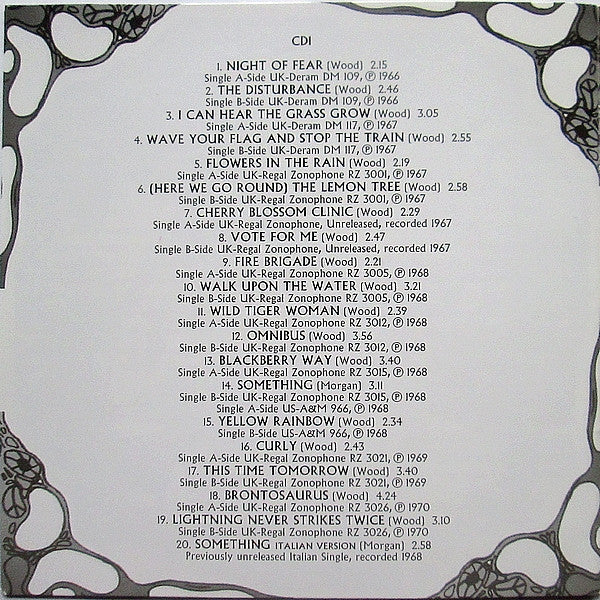 CD1
1. NIGHT OF FEAR (Wood) 2.15
Single A-Side UK-Deram DM 109, ℗ 1966
2. THE DISTURBANCE (Wood) 2.46
Single B-Side UK-Deram DM 109, ℗ 1966
3. I CAN HEAR THE GRASS GROW (Wood) 3.05
Single A-Side UK-Deram DM 117, ℗ 1967
4. WAVE YOUR FLAG AND STOP THE TRAIN (Wood) 2.55
Single B-Side UK-Deram DM 117, ℗ 1967
5. FLOWERS IN THE RAIN (Wood) 2.19
Single A-Side UK-Regal Zonophone RZ 3001, ℗ 1967
6. (HERE WE GO ROUND) THE LEMON TREE (Wood) 2.58
Single B-Side UK-Regal Zonophone RZ 3001, ℗ 1967
7. CHERRY BLOSSOM CLINIC (Wood) 2.29
Single A-Side UK-Regal Zonophone, Unreleased, recorded 1967
8. VOTE FOR ME (Wood) 2.47
Single B-Side UK-Regal Zonophone, Unreleased, recorded 1967
9. FIRE BRIGADE (Wood) 2.21
Single A-Side UK-Regal Zonophone RZ 3005, ℗ 1968
10. WALK UPON THE WATER (Wood) 3.21
Single B-Side UK-Regal Zonophone RZ 3005, ℗ 1968
11. WILD TIGER WOMAN (Wood) 2.39
Single A-Side UK-Regal Zonophone RZ 3012, ℗ 1968
12. OMNIBUS (Wood) 3.56
Single B-Side UK-Regal Zonophone RZ 3012, ℗ 1968
13. BLACKBERRY WAY (Wood) 3.40
Single A-Side UK-Regal Zonophone RZ 3015, ℗ 1968
14. SOMETHING (Morgan) 3.11
Single B-Side UK-Regal Zonophone RZ 3015, ℗ 1968
Single A-Side US-A&M 966, ℗ 1968
15. YELLOW RAINBOW (Wood) 2.34
Single B-Side US-A&M 966, ℗ 1968
16. CURLY (Wood) 2.43
Single A-Side UK-Regal Zonophone RZ 3021, ℗ 1969
17. THIS TIME TOMORROW (Wood) 3.40
Single B-Side UK-Regal Zonophone RZ 3021, ℗ 1969
18. BRONTOSAURUS (Wood) 4.24
Single A-Side UK-Regal Zonophone RZ 3026, ℗ 1970
19. LIGHTNING NEVER STRIKES TWICE (Wood) 3.10
Single B-Side UK-Regal Zonophone RZ 3026, ℗ 1970
20. SOMETHING ITALIAN VERSION (Morgan) 2.58
Previously unreleased Italian Single, recorded 1968